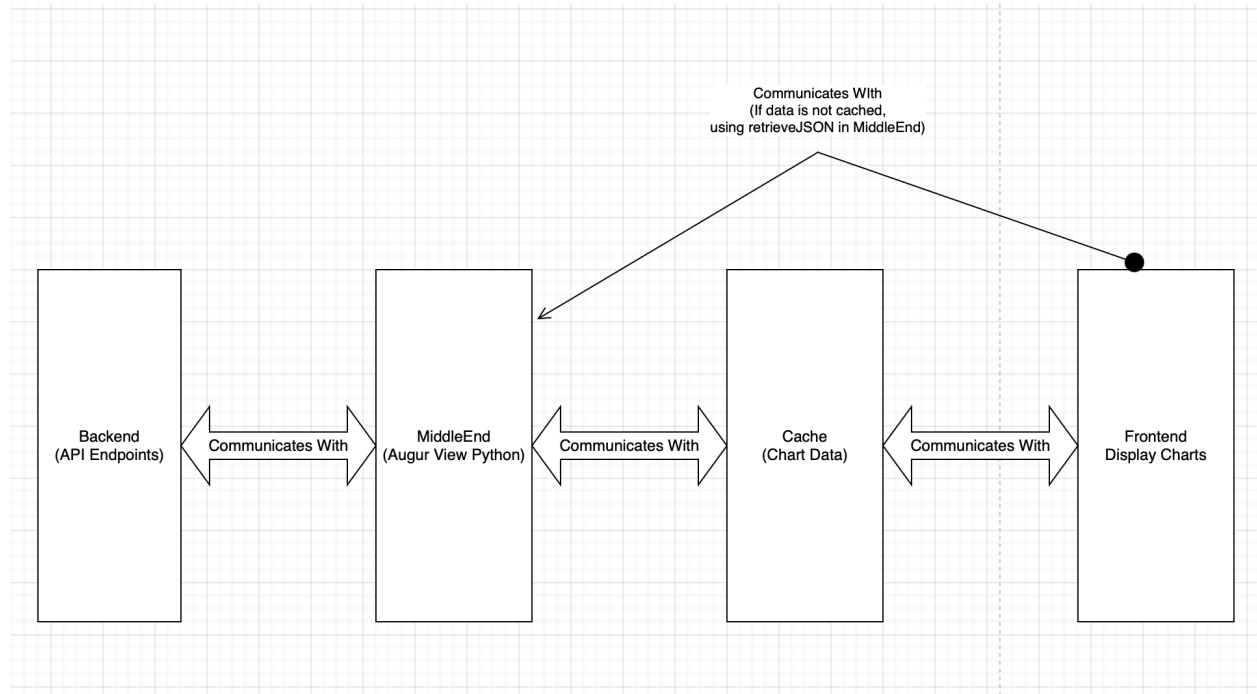 Communicates WIth
(If data is not cached,
using retrieveJSON in MiddleEnd)
Backend
(API Endpoints)
Communicates With
MiddleEnd
(Augur View Python)
Communicates With
Cache
(Chart Data)
Communicates With
Frontend
Display Charts